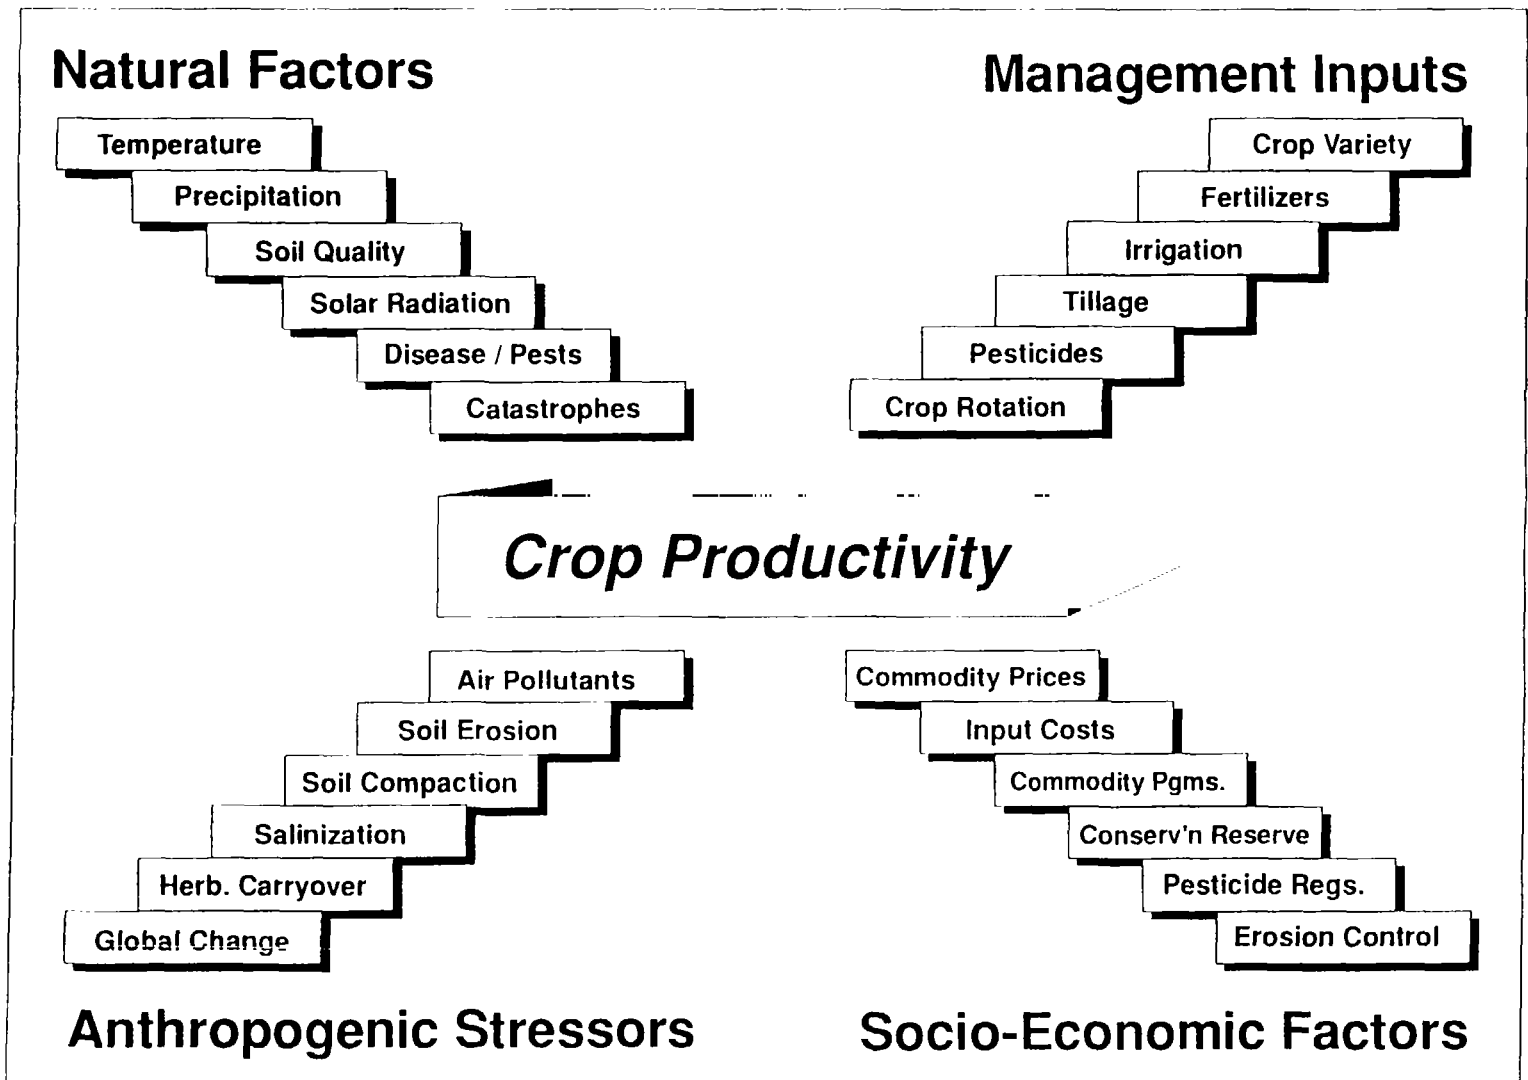 Natural Factors
Temperature
Precipitation
Soil Quality
Solar Radiation
Disease / Pests
Catastrophes
Management Inputs
Crop Variety
Fertilizers
Irrigation
Tillage
Pesticides
Crop Rotation
Crop Productivity
Air Pollutants
Soil Erosion
Soil Compaction
Salinization
Herb. Carryover
Global Change
Anthropogenic Stressors
Commodity Prices
Input Costs
Commodity Pgms.
Conserv'n Reserve
Pesticide Regs.
Erosion Control
Socio-Economic Factors